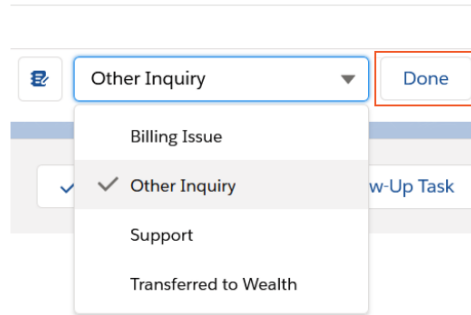 Other Inquiry
Done
Billing Issue
Other Inquiry
w-Up Task
Support
Transferred to Wealth